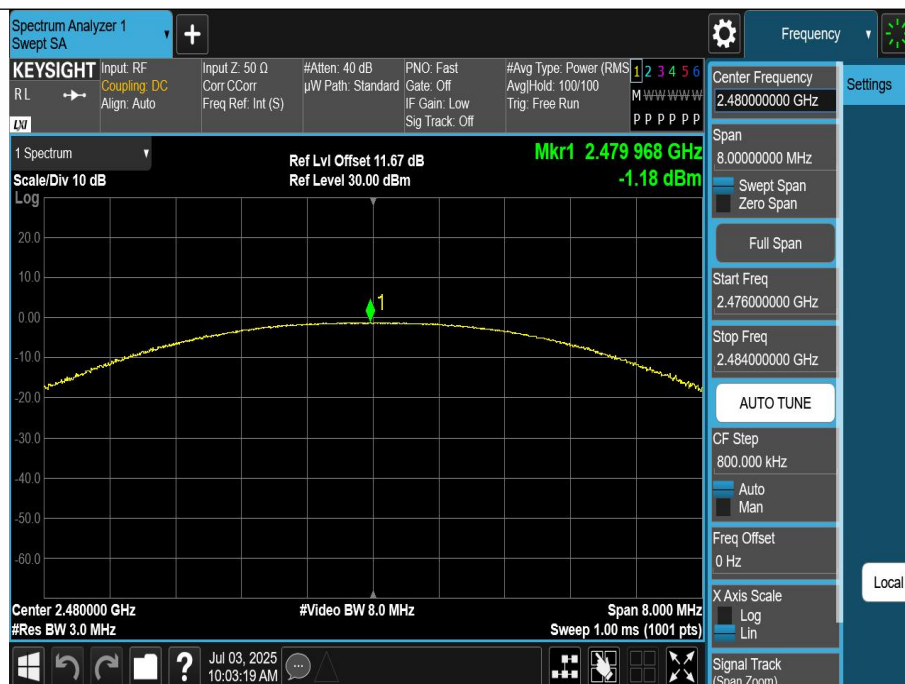 Spectrum Analyzer 1
Swept SA
+
Frequency
KEYSIGHT
RL
LXI
Input: RF
Coupling: DC
Align: Auto
Input Z: 50 Ω
Corr CCorr
Freq Ref: Int (S)
#Atten: 40 dB
µW Path: Standard
PNO: Fast
Gate: Off
IF Gain: Low
Sig Track: Off
#Avg Type: Power (RMS
Avg|Hold: 100/100
Trig: Free Run
1 2 3 4 5 6
M W W W W W
P P P P P P
1 Spectrum
Scale/Div 10 dB
Log
Ref Lvl Offset 11.67 dB
Ref Level 30.00 dBm
Mkr1 2.479 968 GHz
-1.18 dBm
20.0
10.0
0.00
-10.0
-20.0
-30.0
-40.0
-50.0
-60.0
1
Center 2.480000 GHz
#Res BW 3.0 MHz
#Video BW 8.0 MHz
Span 8.000 MHz
Sweep 1.00 ms (1001 pts)
?
Jul 03, 2025
10:03:19 AM
Center Frequency
2.480000000 GHz
Span
8.00000000 MHz
Swept Span
Zero Span
Full Span
Start Freq
2.476000000 GHz
Stop Freq
2.484000000 GHz
AUTO TUNE
CF Step
800.000 kHz
Auto
Man
Freq Offset
0 Hz
X Axis Scale
Log
Lin
Signal Track
(Span Zoom)
Settings
Local